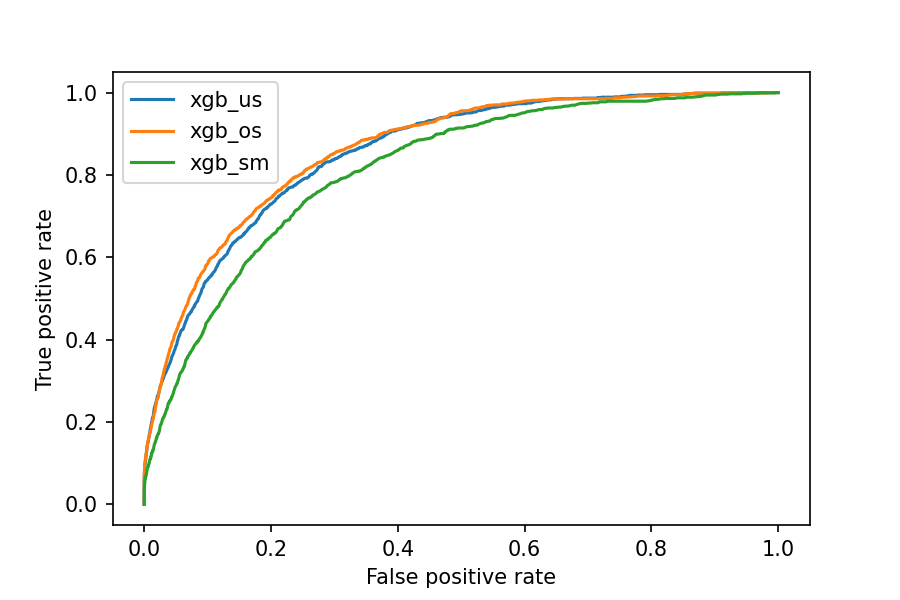 xgb_us
xgb_os
xgb_sm
1.0
0.8
0.6
0.4
0.2
0.0
True positive rate
0.0 0.2 0.4 0.6 0.8 1.0
False positive rate